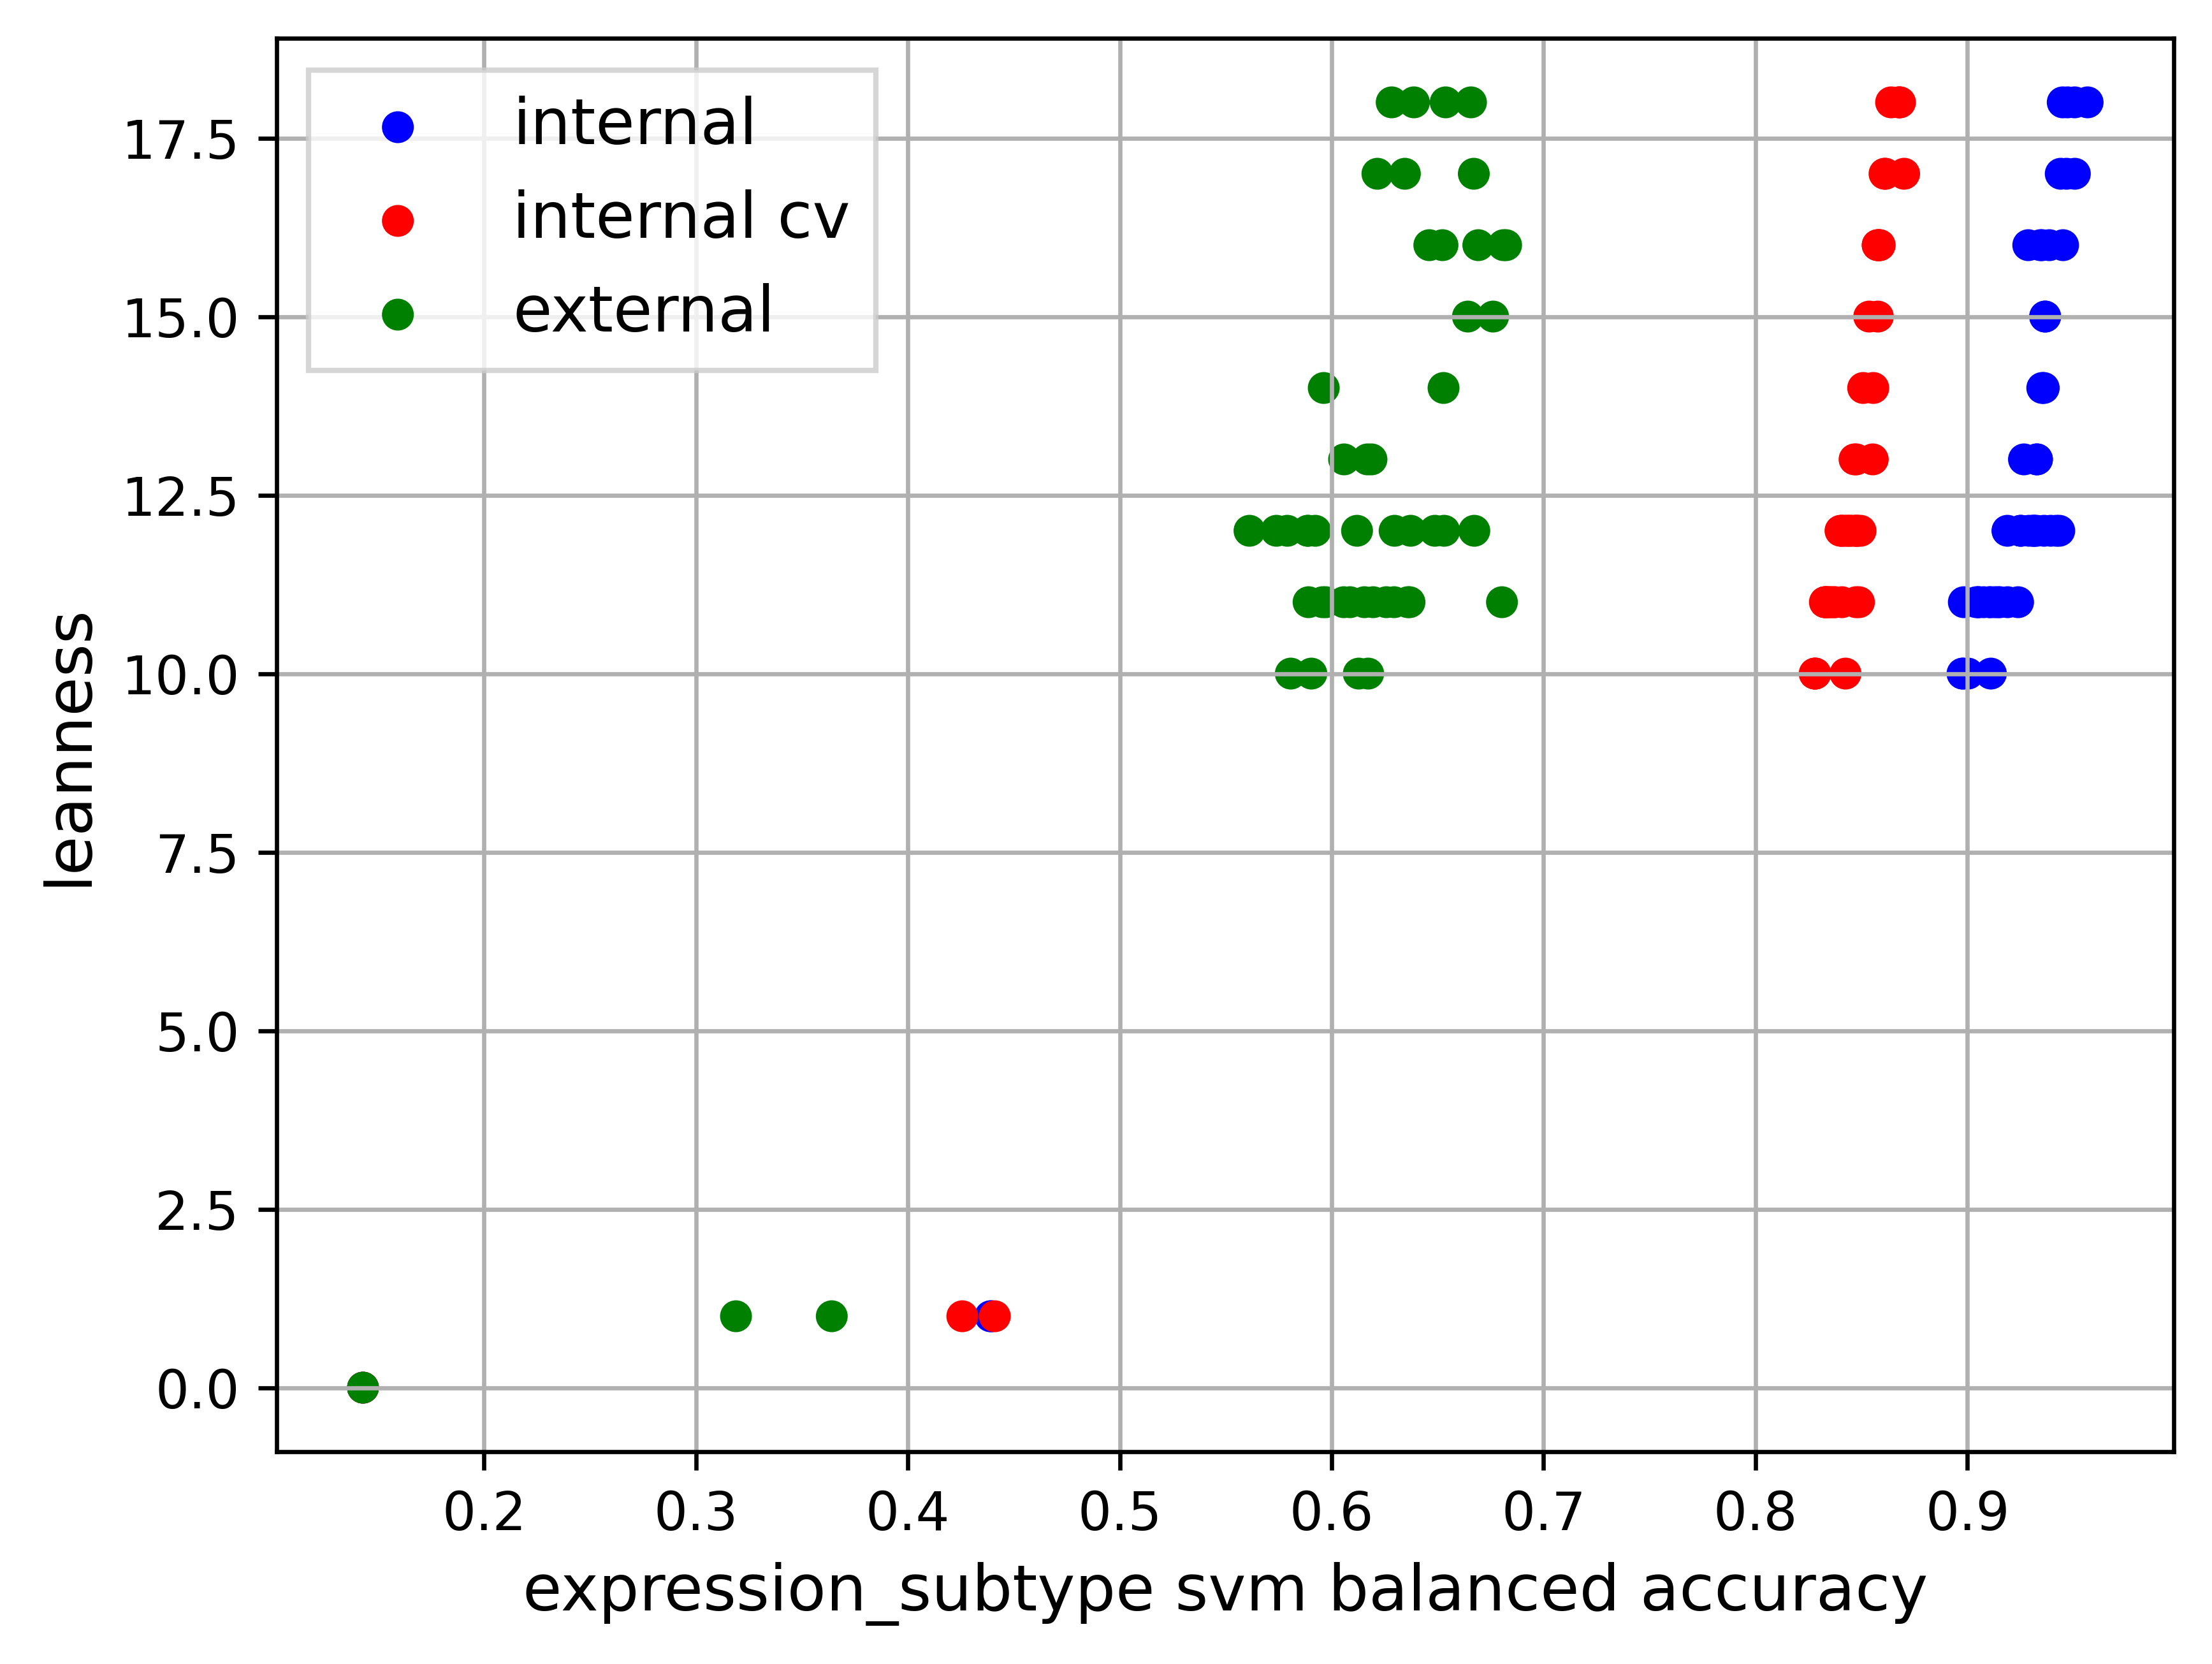 internal
internal cv
external
17.5
15.0
12.5
10.0
7.5
5.0
2.5
0.0
leanness
0.2 0.3 0.4 0.5 0.6 0.7 0.8 0.9
expression_subtype svm balanced accuracy